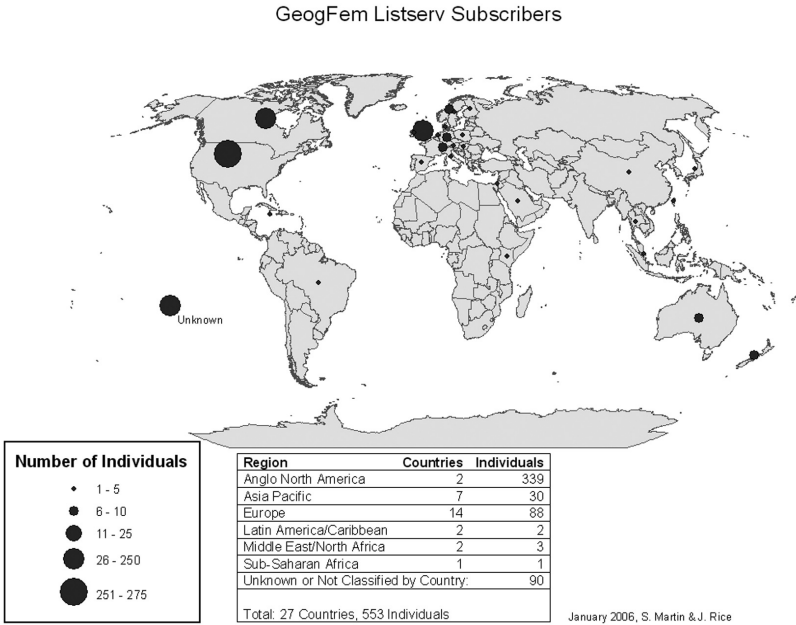 GeogFem Listserv Subscribers
Unknown
Number of Individuals
1 - 5
6 - 10
11 - 25
26 - 250
251 - 275
Region Countries Individuals
Anglo North America 2 339
Asia Pacific 7 30
Europe 14 88
Latin America/Caribbean 2 2
Middle East/North Africa 2 3
Sub-Saharan Africa 1 1
Unknown or Not Classified by Country: 90
Total: 27 Countries, 553 Individuals
January 2006, S. Martin & J. Rice